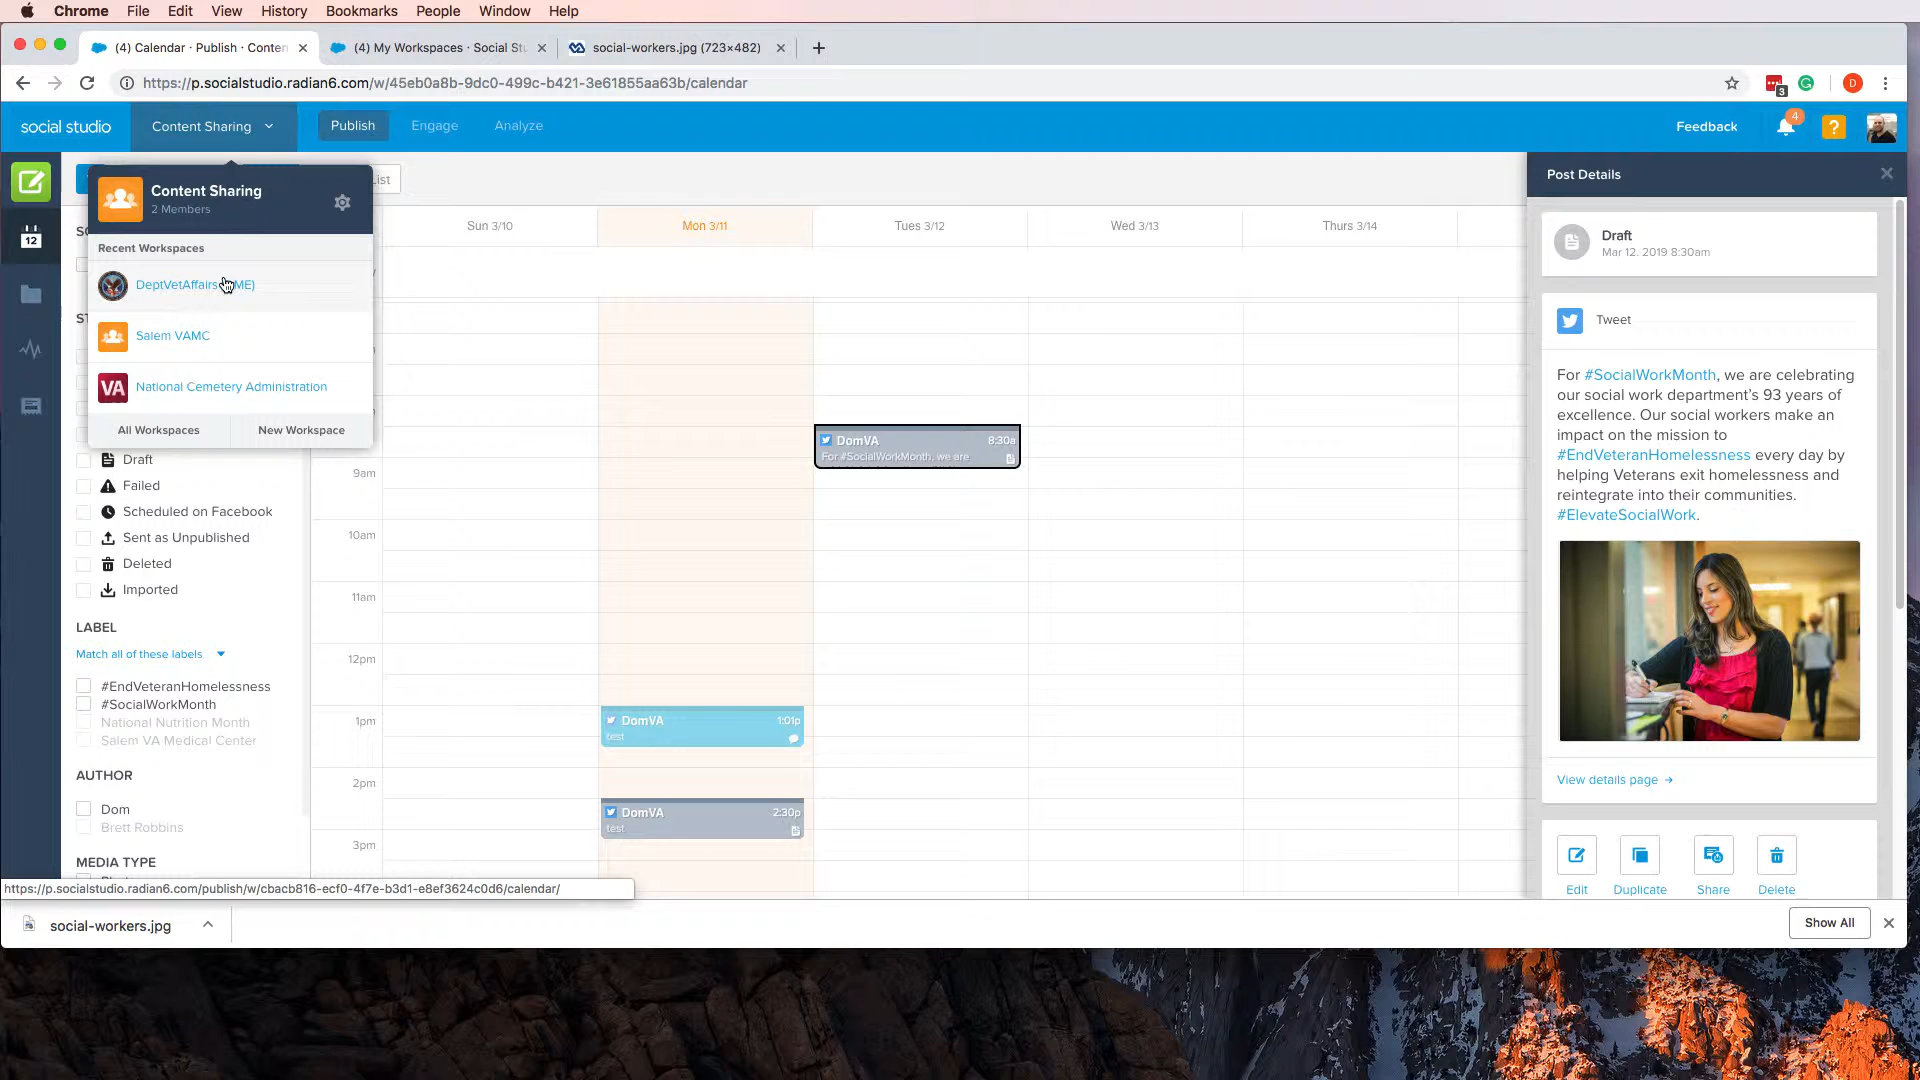 Chrome File Edit View History Bookmarks People Window Help
(4) Calendar · Publish · Conten
(4) My Workspaces · Social St
social-workers.jpg (723×482)
https://p.socialstudio.radian6.com/w/45eb0a8b-9dc0-499c-b421-3e61855aa63b/calendar
3
D
social studio
Content Sharing
Publish
Engage
Analyze
Feedback
4
?
12
Content Sharing
2 Members
Recent Workspaces
DeptVetAffairs ME)
Salem VAMC
VA
National Cemetery Administration
All Workspaces
New Workspace
List
Draft
Failed
Scheduled on Facebook
Sent as Unpublished
Deleted
Imported
LABEL
Match all of these labels
#EndVeteranHomelessness
#SocialWorkMonth
National Nutrition Month
Salem VA Medical Center
AUTHOR
Dom
Brett Robbins
MEDIA TYPE
Sun 3/10
Mon 3/11
Tues 3/12
Wed 3/13
Thurs 3/14
9am
10am
11am
12pm
1pm
2pm
3pm
DomVA 8:30a
For #SocialWorkMonth, we are
DomVA 1:01p
test
DomVA 2:30p
test
Post Details
Draft
Mar 12. 2019 8:30am
Tweet
For #SocialWorkMonth, we are celebrating
our social work department's 93 years of
excellence. Our social workers make an
impact on the mission to
#EndVeteranHomelessness every day by
helping Veterans exit homelessness and
reintegrate into their communities.
#ElevateSocialWork.
View details page
Edit
Duplicate
Share
Delete
https://p.socialstudio.radian6.com/publish/w/cbacb816-ecf0-4f7e-b3d1-e8ef3624c0d6/calendar/
social-workers.jpg
Show All